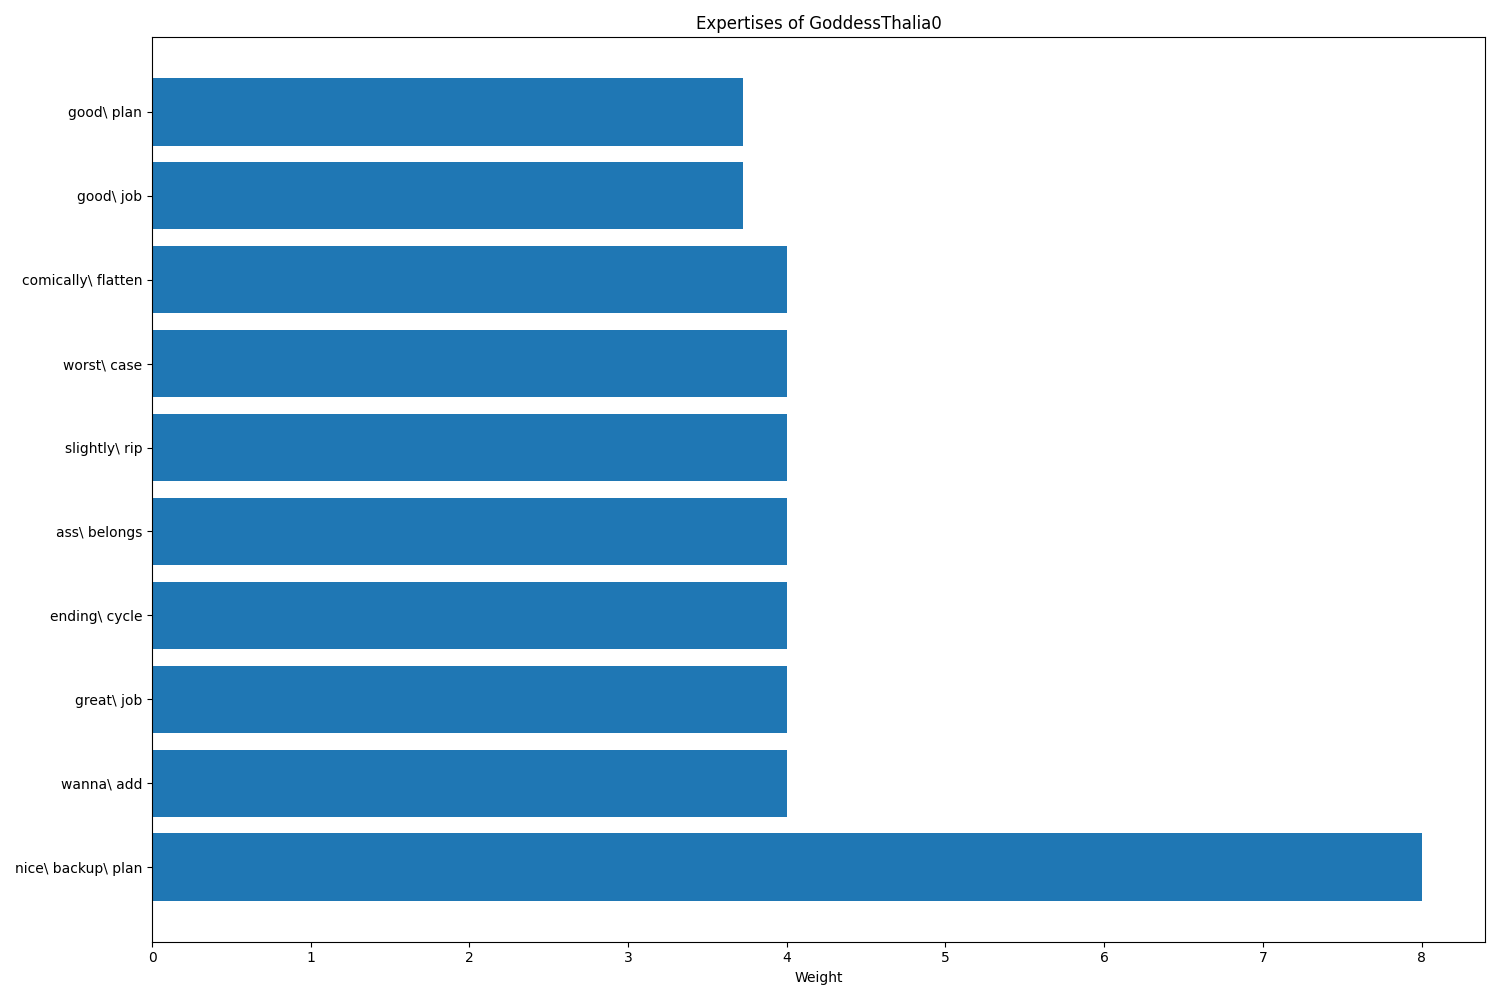 Expertises of GoddessThalia0
good\ plan
good\ job
comically\ flatten
worst\ case
slightly\ rip
ass\ belongs
ending\ cycle
great\ job
wanna\ add
nice\ backup\ plan
0 1 2 3 4 5 6 7 8
Weight